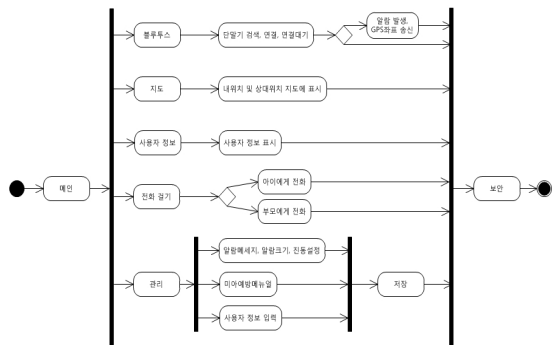 블루투스
단말기 검색, 연결, 연결대기
알람 발생,
GPS좌표 송신
지도
내위치 및 상대위치 지도에 표시
사용자 정보
사용자 정보 표시
메인
전화 걸기
아이에게 전화
부모에게 전화
보안
관리
알람메세지, 알람크기, 진동설정
미아예방메뉴얼
사용자 정보 입력
저장